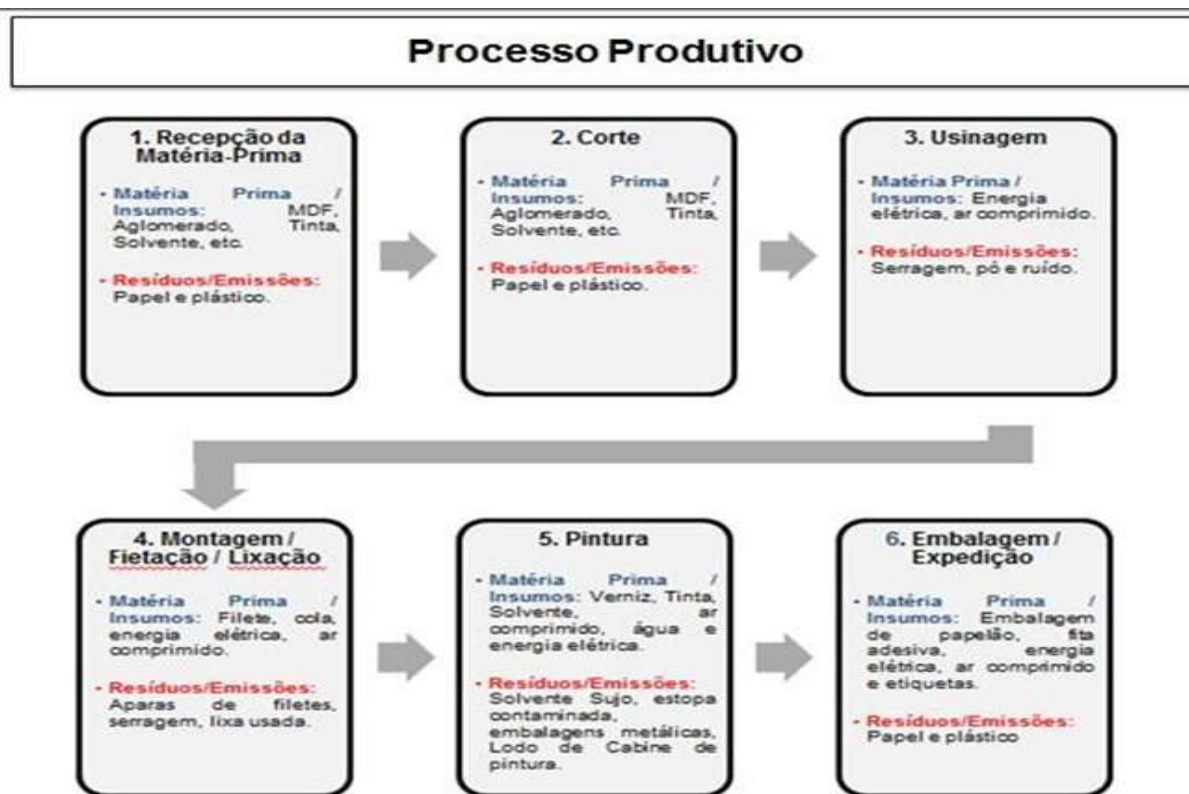 Processo Produtivo
1. Recepção da
Matéria-Prima
- Matéria Prima /
Insumos: MDF,
Aglomerado, Tinta,
Solvente, etc.
- Resíduos/Emissões:
Papel e plástico.
2. Corte
- Matéria Prima /
Insumos: MDF,
Aglomerado, Tinta,
Solvente, etc.
- Resíduos/Emissões:
Papel e plástico.
3. Usinagem
- Matéria Prima /
Insumos: Energia
elétrica, ar comprimido.
- Resíduos/Emissões:
Serragem, pó e ruído.
4. Montagem /
Fietação / Lixação
- Matéria Prima /
Insumos: Filete, cola,
energia elétrica, ar
comprimido.
- Resíduos/Emissões:
Aparas de filetes,
serragem, lixa usada.
5. Pintura
- Matéria Prima /
Insumos: Verniz, Tinta,
Solvente, ar
comprimido, água e
energia elétrica.
- Resíduos/Emissões:
Solvente Sujo, estopa
contaminada,
embalagens metálicas,
Lodo de Cabine de
pintura.
6. Embalagem /
Expedição
- Matéria Prima /
Insumos: Embalagem
de papelão, fita
adesiva, energia
elétrica, ar comprimido
e etiquetas.
- Resíduos/Emissões:
Papel e plástico